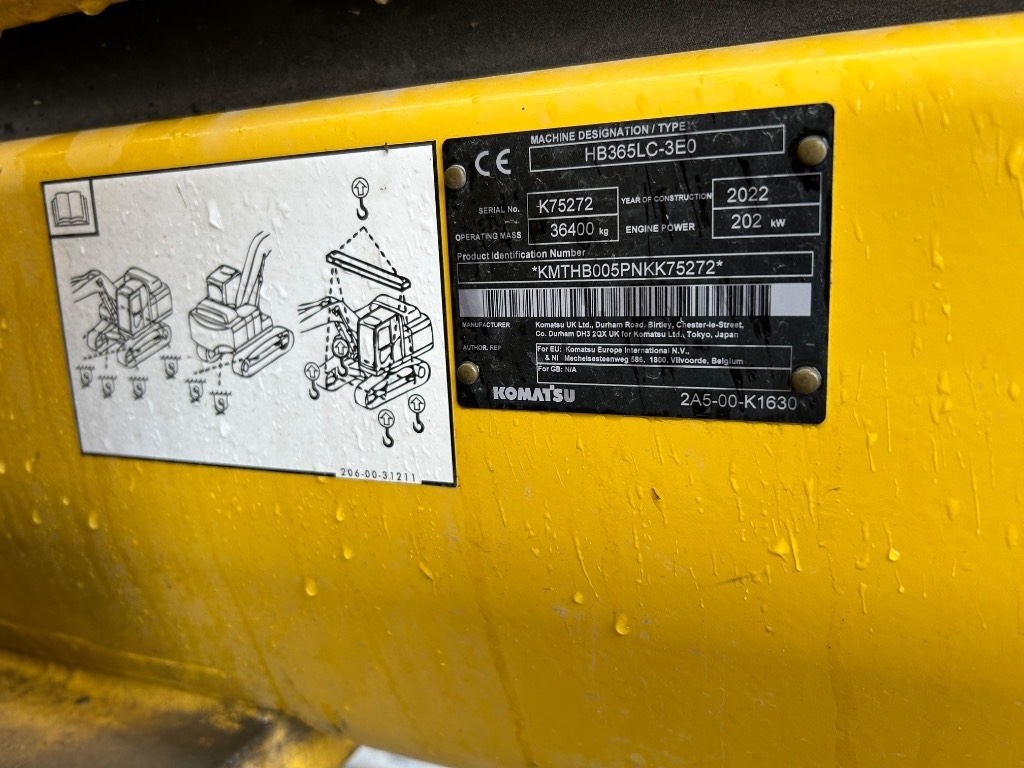 CE
MACHINE DESIGNATION / TYPE
HB365LC-3E0
SERIAL No. K75272 YEAR OF CONSTRUCTION 2022
OPERATING MASS 36400 kg ENGINE POWER 202 kW
Product Identification Number
*KMTHB005PNKK75272*
MANUFACTURER Komatsu UK Ltd., Durham Road, Birtley, Chester-le-Street,
Co. Durham DH3 2QX UK for Komatsu Ltd., Tokyo, Japan
AUTHOR. REP For EU: Komatsu Europe International N.V.,
& NI Mechelsesteenweg 586, 1800, Vilvoorde, Belgium
For GB: N/A
KOMATSU 2A5-00-K1630
206-00-31211